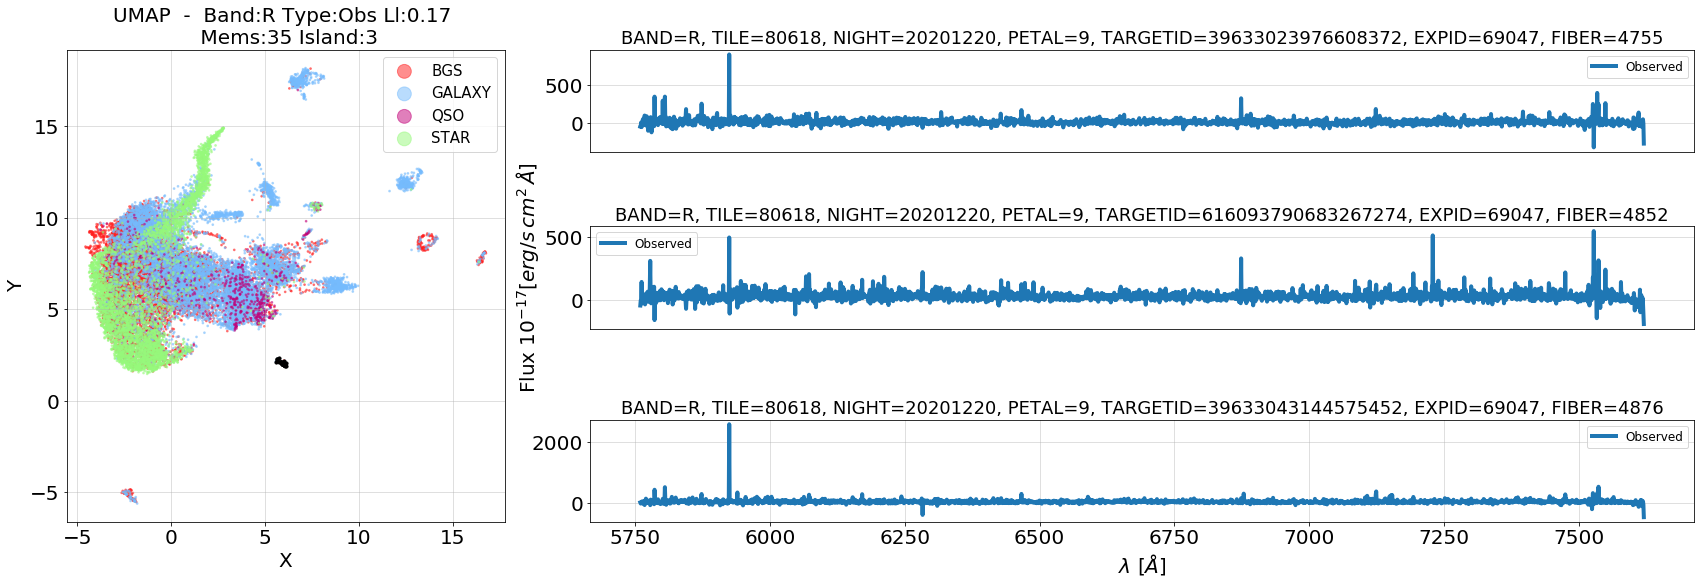 UMAP - Band:R Type:Obs Ll:0.17
Mems:35 Island:3
BGS
GALAXY
QSO
STAR
15
10
5
0
−5
Y
−5
0
5
10
15
X
Flux 10⁻¹⁷[erg/s cm² Å]
BAND=R, TILE=80618, NIGHT=20201220, PETAL=9, TARGETID=39633023976608372, EXPID=69047, FIBER=4755
Observed
500
0
BAND=R, TILE=80618, NIGHT=20201220, PETAL=9, TARGETID=616093790683267274, EXPID=69047, FIBER=4852
Observed
500
0
BAND=R, TILE=80618, NIGHT=20201220, PETAL=9, TARGETID=39633043144575452, EXPID=69047, FIBER=4876
Observed
2000
0
5750
6000
6250
6500
6750
7000
7250
7500
λ [Å]